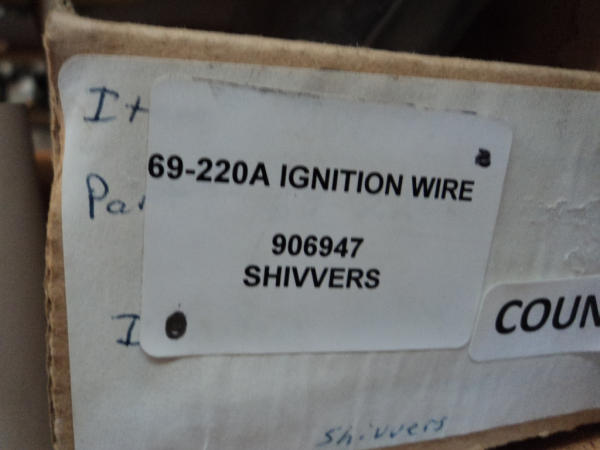 It
Pa
69-220A IGNITION WIRE
906947
SHIVVERS
I
COUN
Shivvers